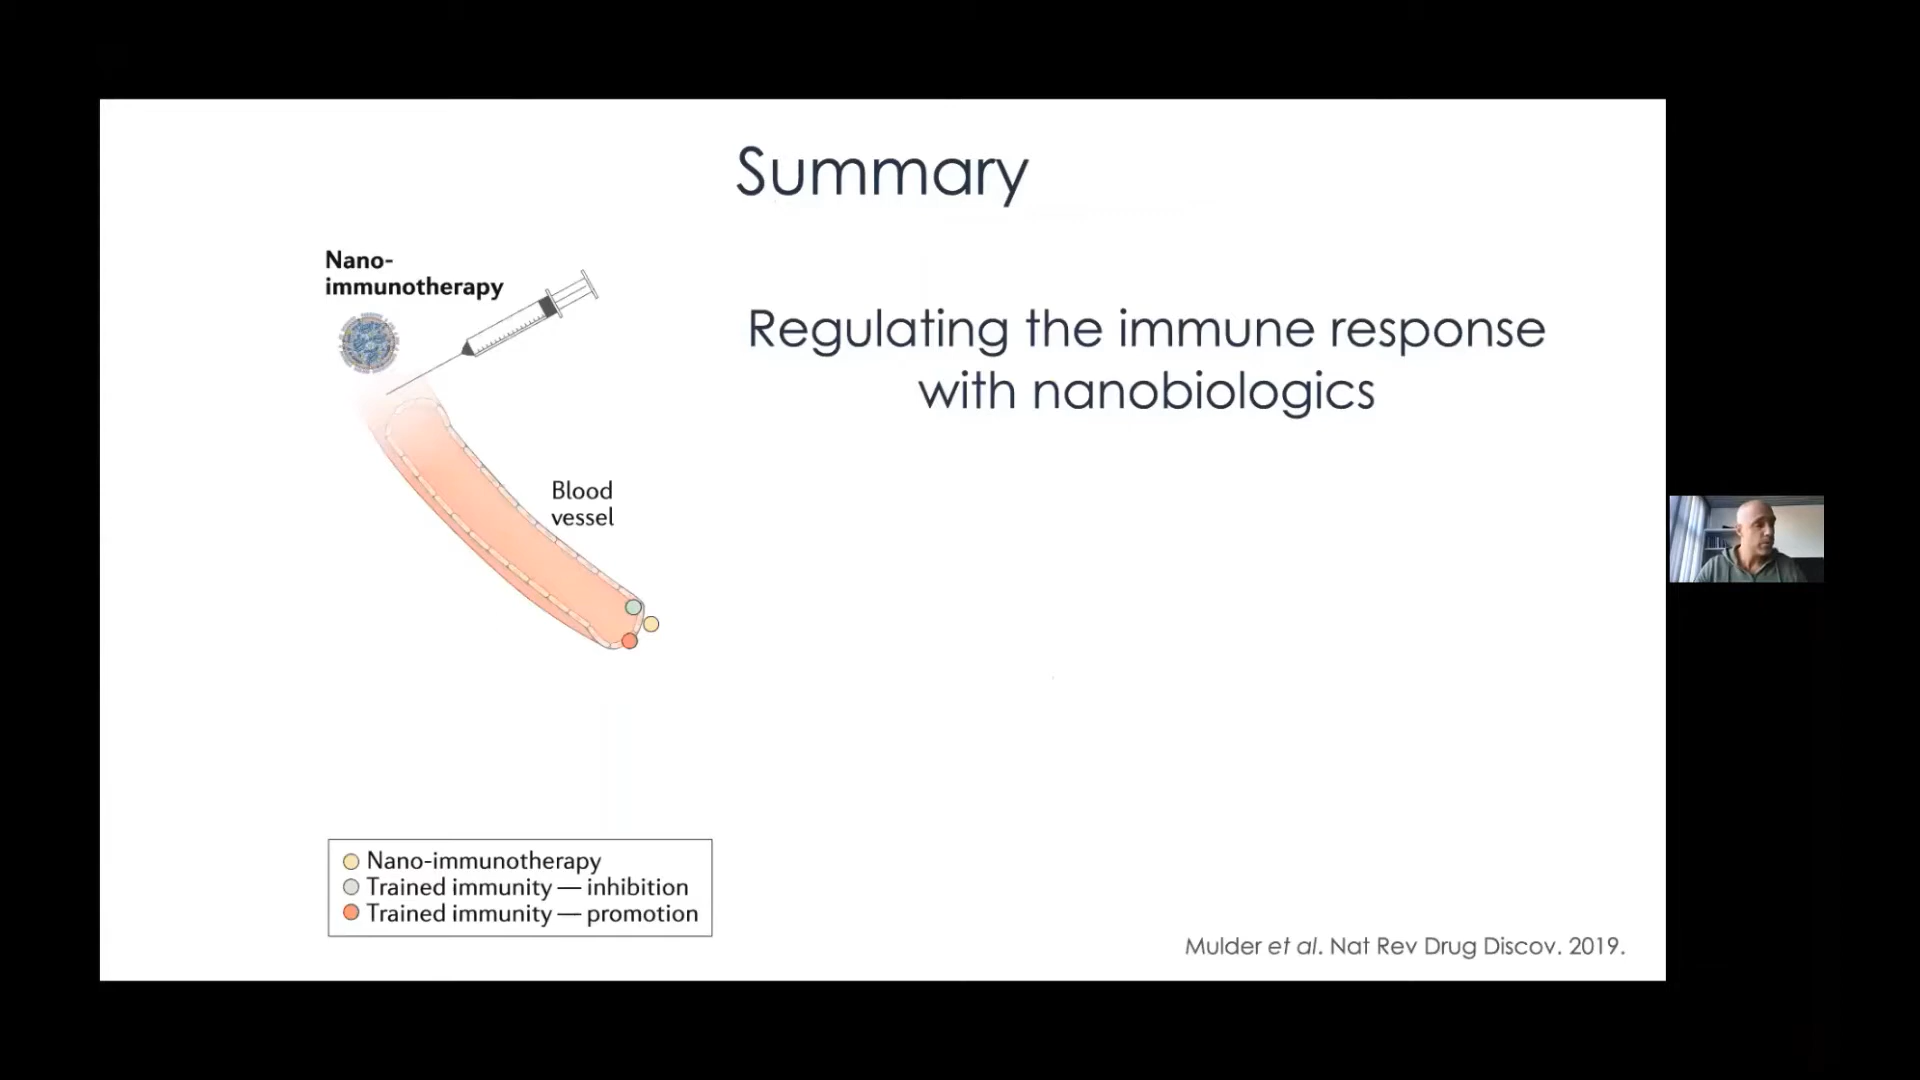 Summary
Nano-
immunotherapy
Regulating the immune response
with nanobiologics
Blood
vessel
Nano-immunotherapy
Trained immunity — inhibition
Trained immunity — promotion
Mulder et al. Nat Rev Drug Discov. 2019.